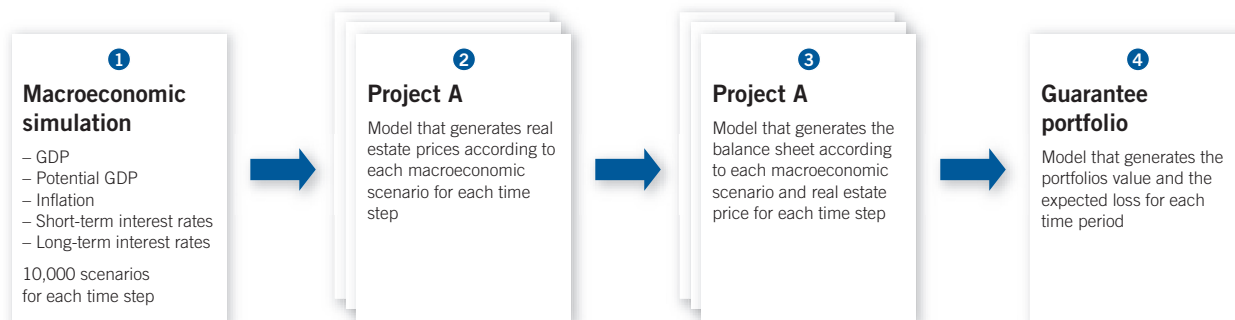 1
Macroeconomic
simulation
– GDP
– Potential GDP
– Inflation
– Short-term interest rates
– Long-term interest rates
10,000 scenarios
for each time step
2
Project A
Model that generates real
estate prices according to
each macroeconomic
scenario for each time
step
3
Project A
Model that generates the
balance sheet according
to each macroeconomic
scenario and real estate
price for each time step
4
Guarantee
portfolio
Model that generates the
portfolios value and the
expected loss for each
time period